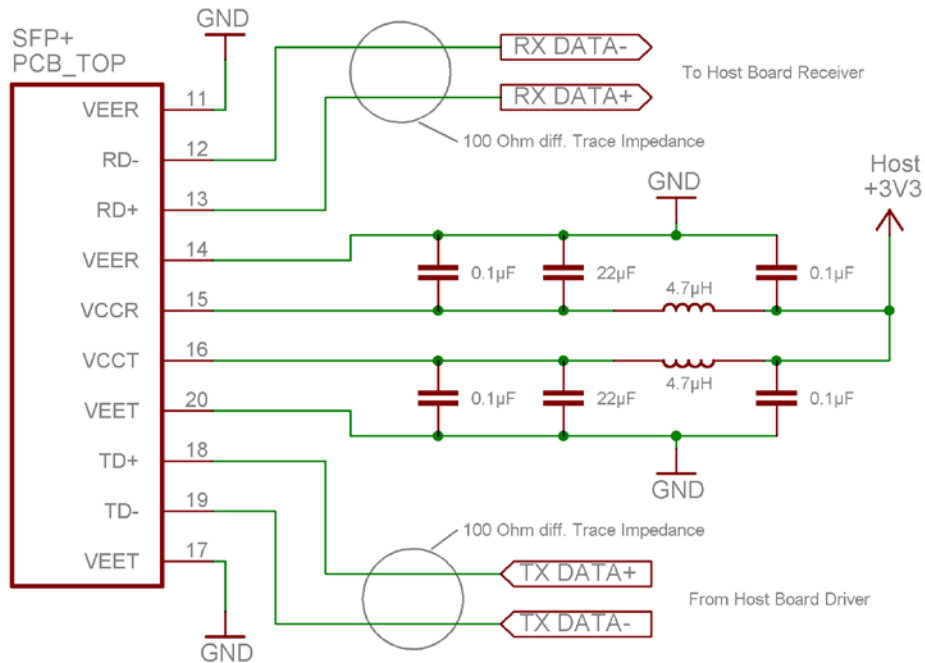 GND
SFP+
PCB_TOP
RX DATA-
To Host Board Receiver
VEER 11
RX DATA+
100 Ohm diff. Trace Impedance
RD- 12
Host
+3V3
GND
RD+ 13
VEER 14
0.1µF
22µF
4.7µH
0.1µF
VCCR 15
VCCT 16
4.7µH
0.1µF
22µF
0.1µF
VEET 20
TD+ 18
GND
TD- 19
100 Ohm diff. Trace Impedance
VEET 17
TX DATA+
From Host Board Driver
TX DATA-
GND